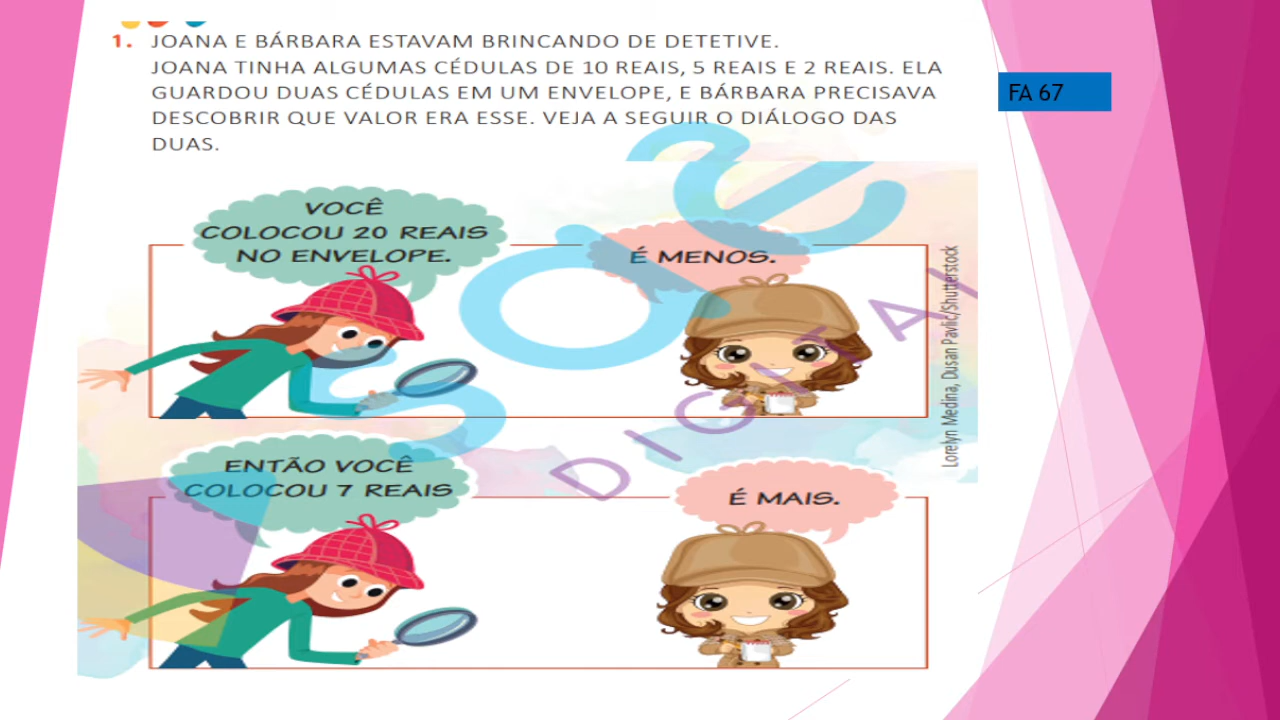 1. JOANA E BÁRBARA ESTAVAM BRINCANDO DE DETETIVE.
JOANA TINHA ALGUMAS CÉDULAS DE 10 REAIS, 5 REAIS E 2 REAIS. ELA
GUARDOU DUAS CÉDULAS EM UM ENVELOPE, E BÁRBARA PRECISAVA
DESCOBRIR QUE VALOR ERA ESSE. VEJA A SEGUIR O DIÁLOGO DAS
DUAS.
FA 67
VOCÊ
COLOCOU 20 REAIS
NO ENVELOPE.
É MENOS.
Lorelyn Medina, Dusan Pavlic/Shutterstock
ENTÃO VOCÊ
COLOCOU 7 REAIS
É MAIS.
DIGITAL